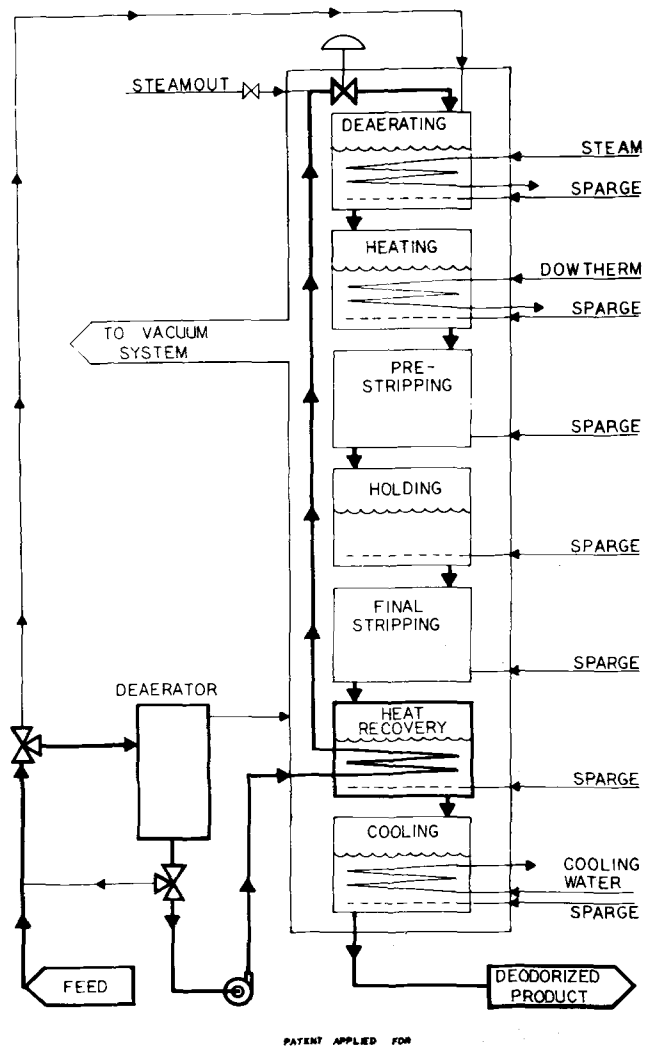 STEAMOUT
DEAERATING
STEAM
SPARGE
HEATING
DOWTHERM
SPARGE
TO VACUUM
SYSTEM
PRE-
STRIPPING
SPARGE
HOLDING
SPARGE
FINAL
STRIPPING
SPARGE
DEAERATOR
HEAT
RECOVERY
SPARGE
COOLING
COOLING
WATER
SPARGE
FEED
DEODORIZED
PRODUCT
PATENT APPLIED FOR